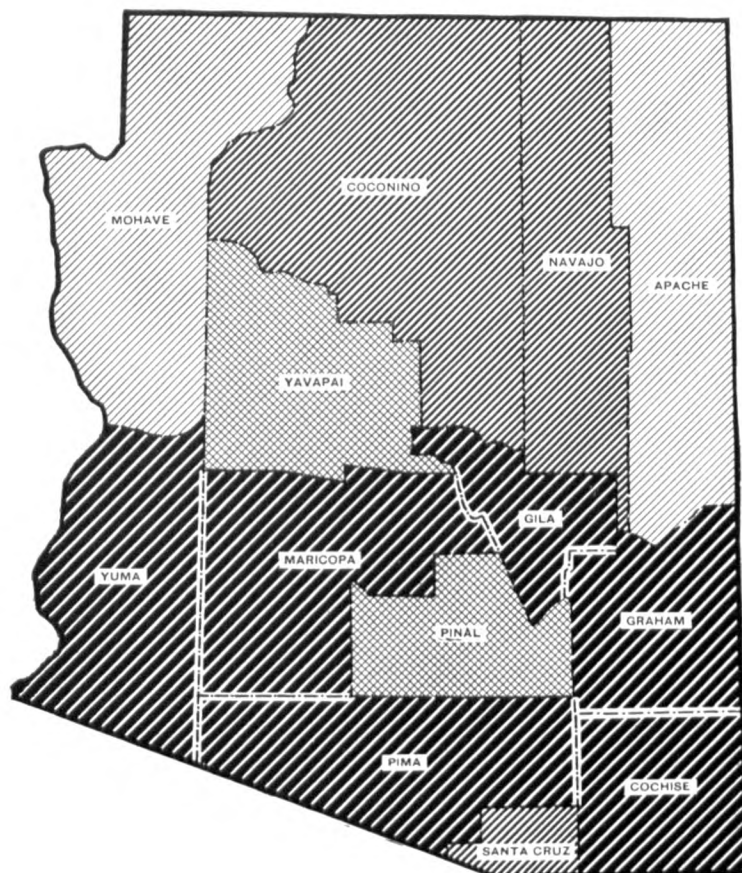 COCONINO
MOHAVE
NAVAJO
APACHE
YAVAPAI
GILA
MARICOPA
YUMA
GRAHAM
PINAL
PIMA
COCHISE
SANTA CRUZ